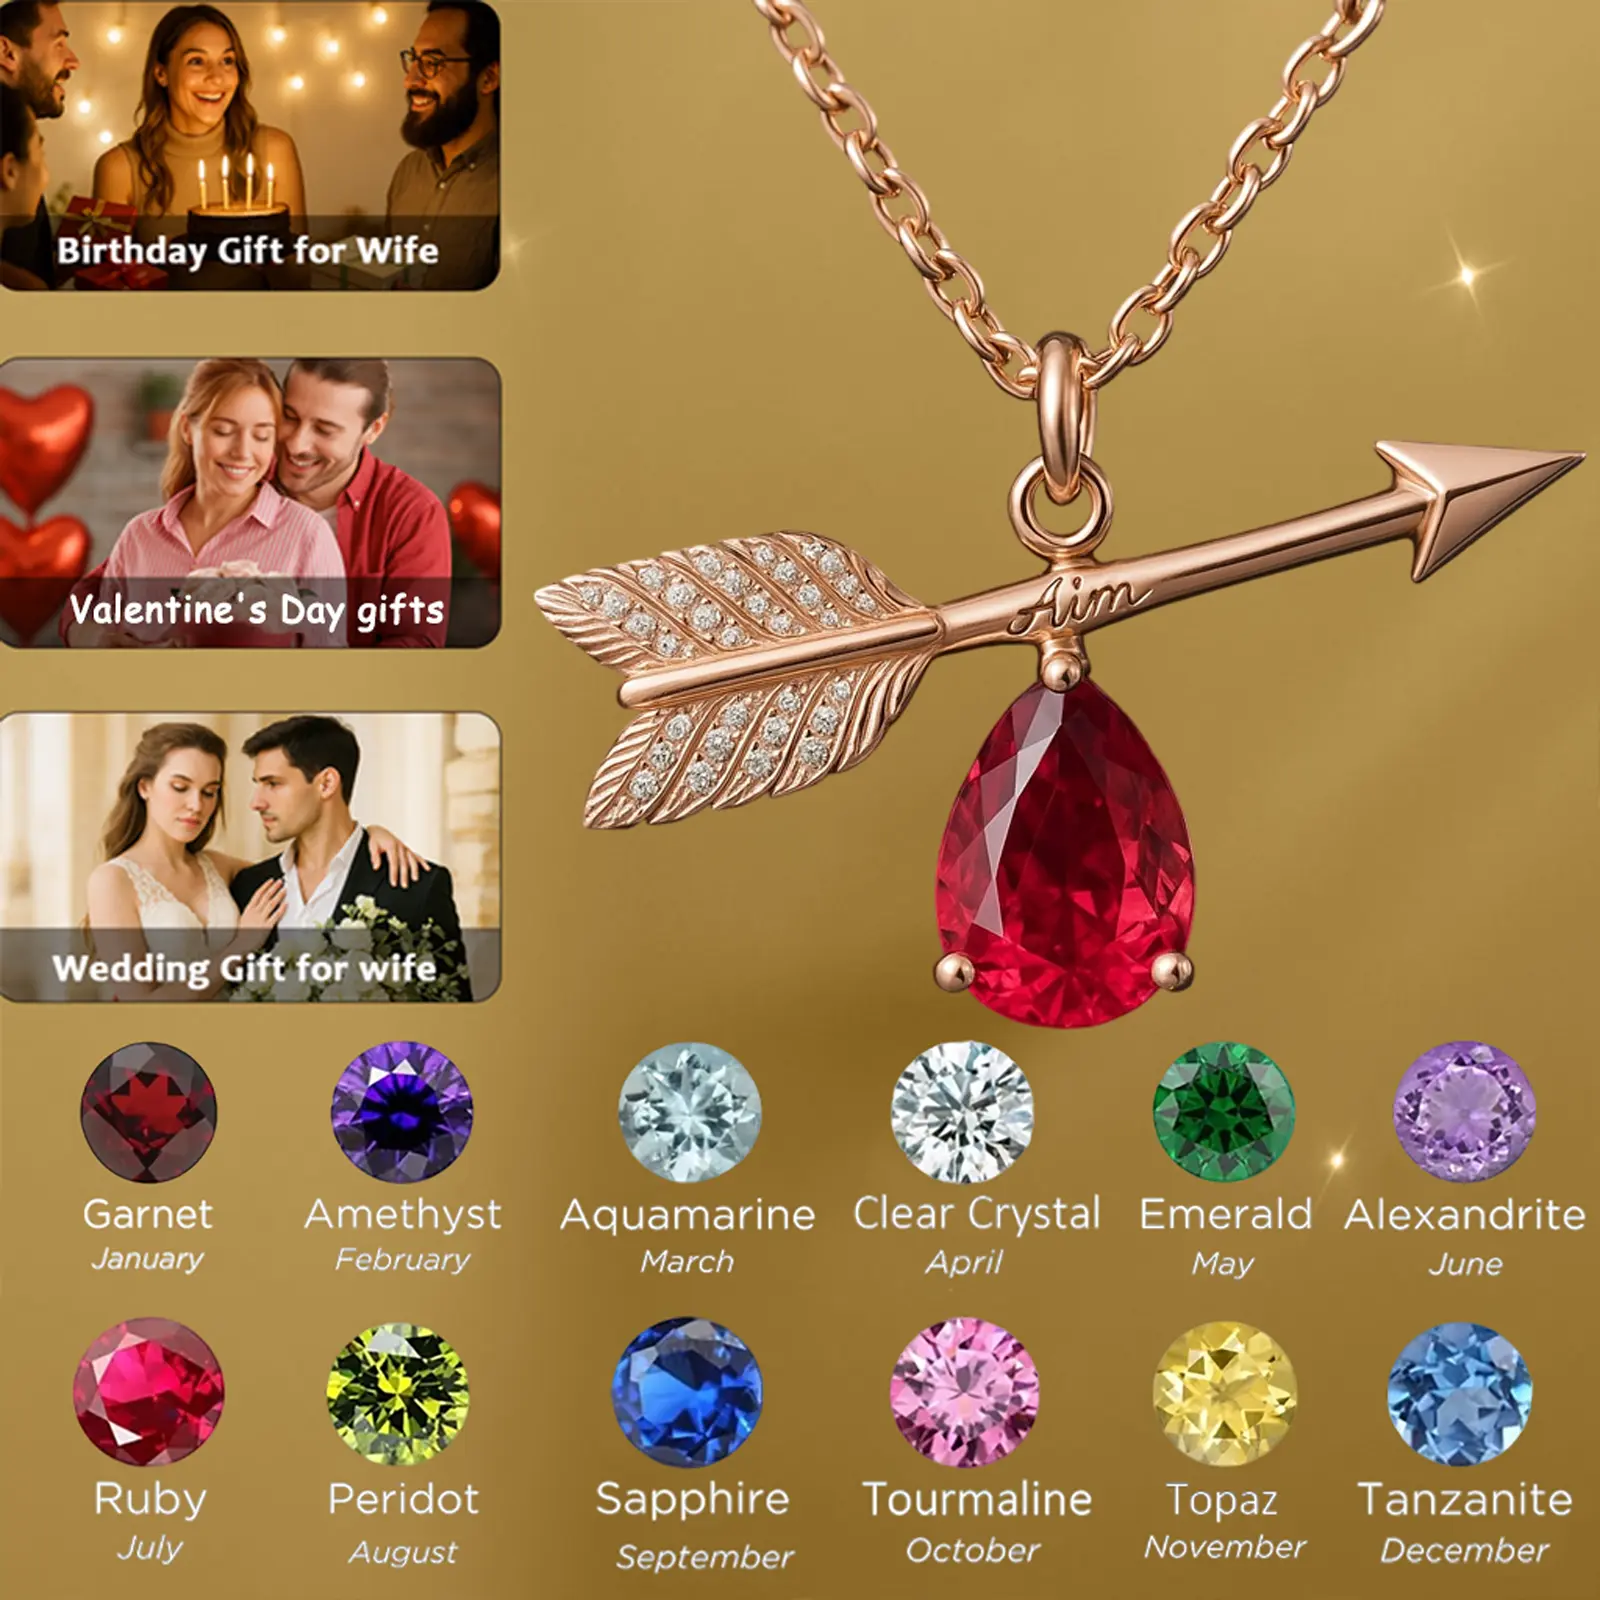 Birthday Gift for Wife
Valentine's Day gifts
Wedding Gift for wife
Aim
Garnet
January
Amethyst
February
Aquamarine
March
Clear Crystal
April
Emerald
May
Alexandrite
June
Ruby
July
Peridot
August
Sapphire
September
Tourmaline
October
Topaz
November
Tanzanite
December